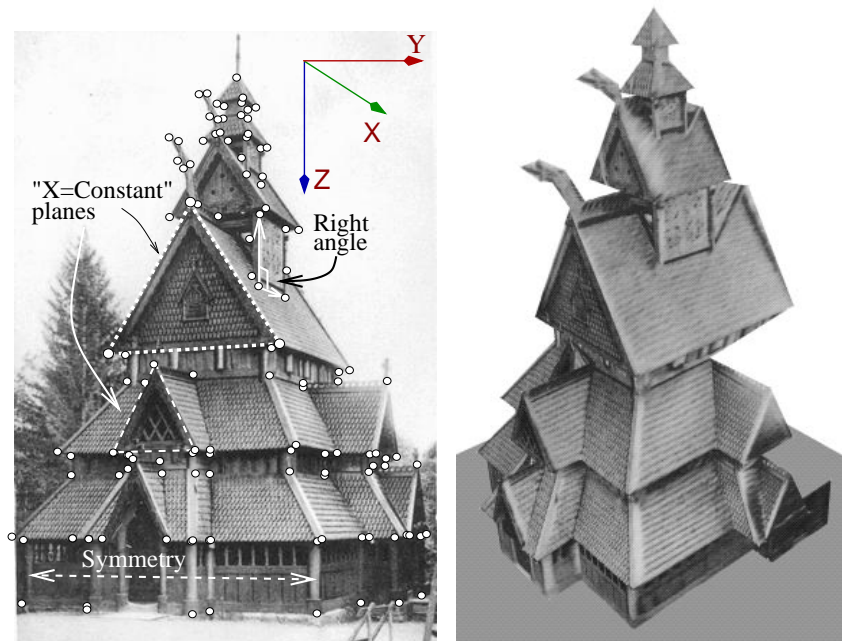 Y
X
Z
"X=Constant"
planes
Right
angle
Symmetry